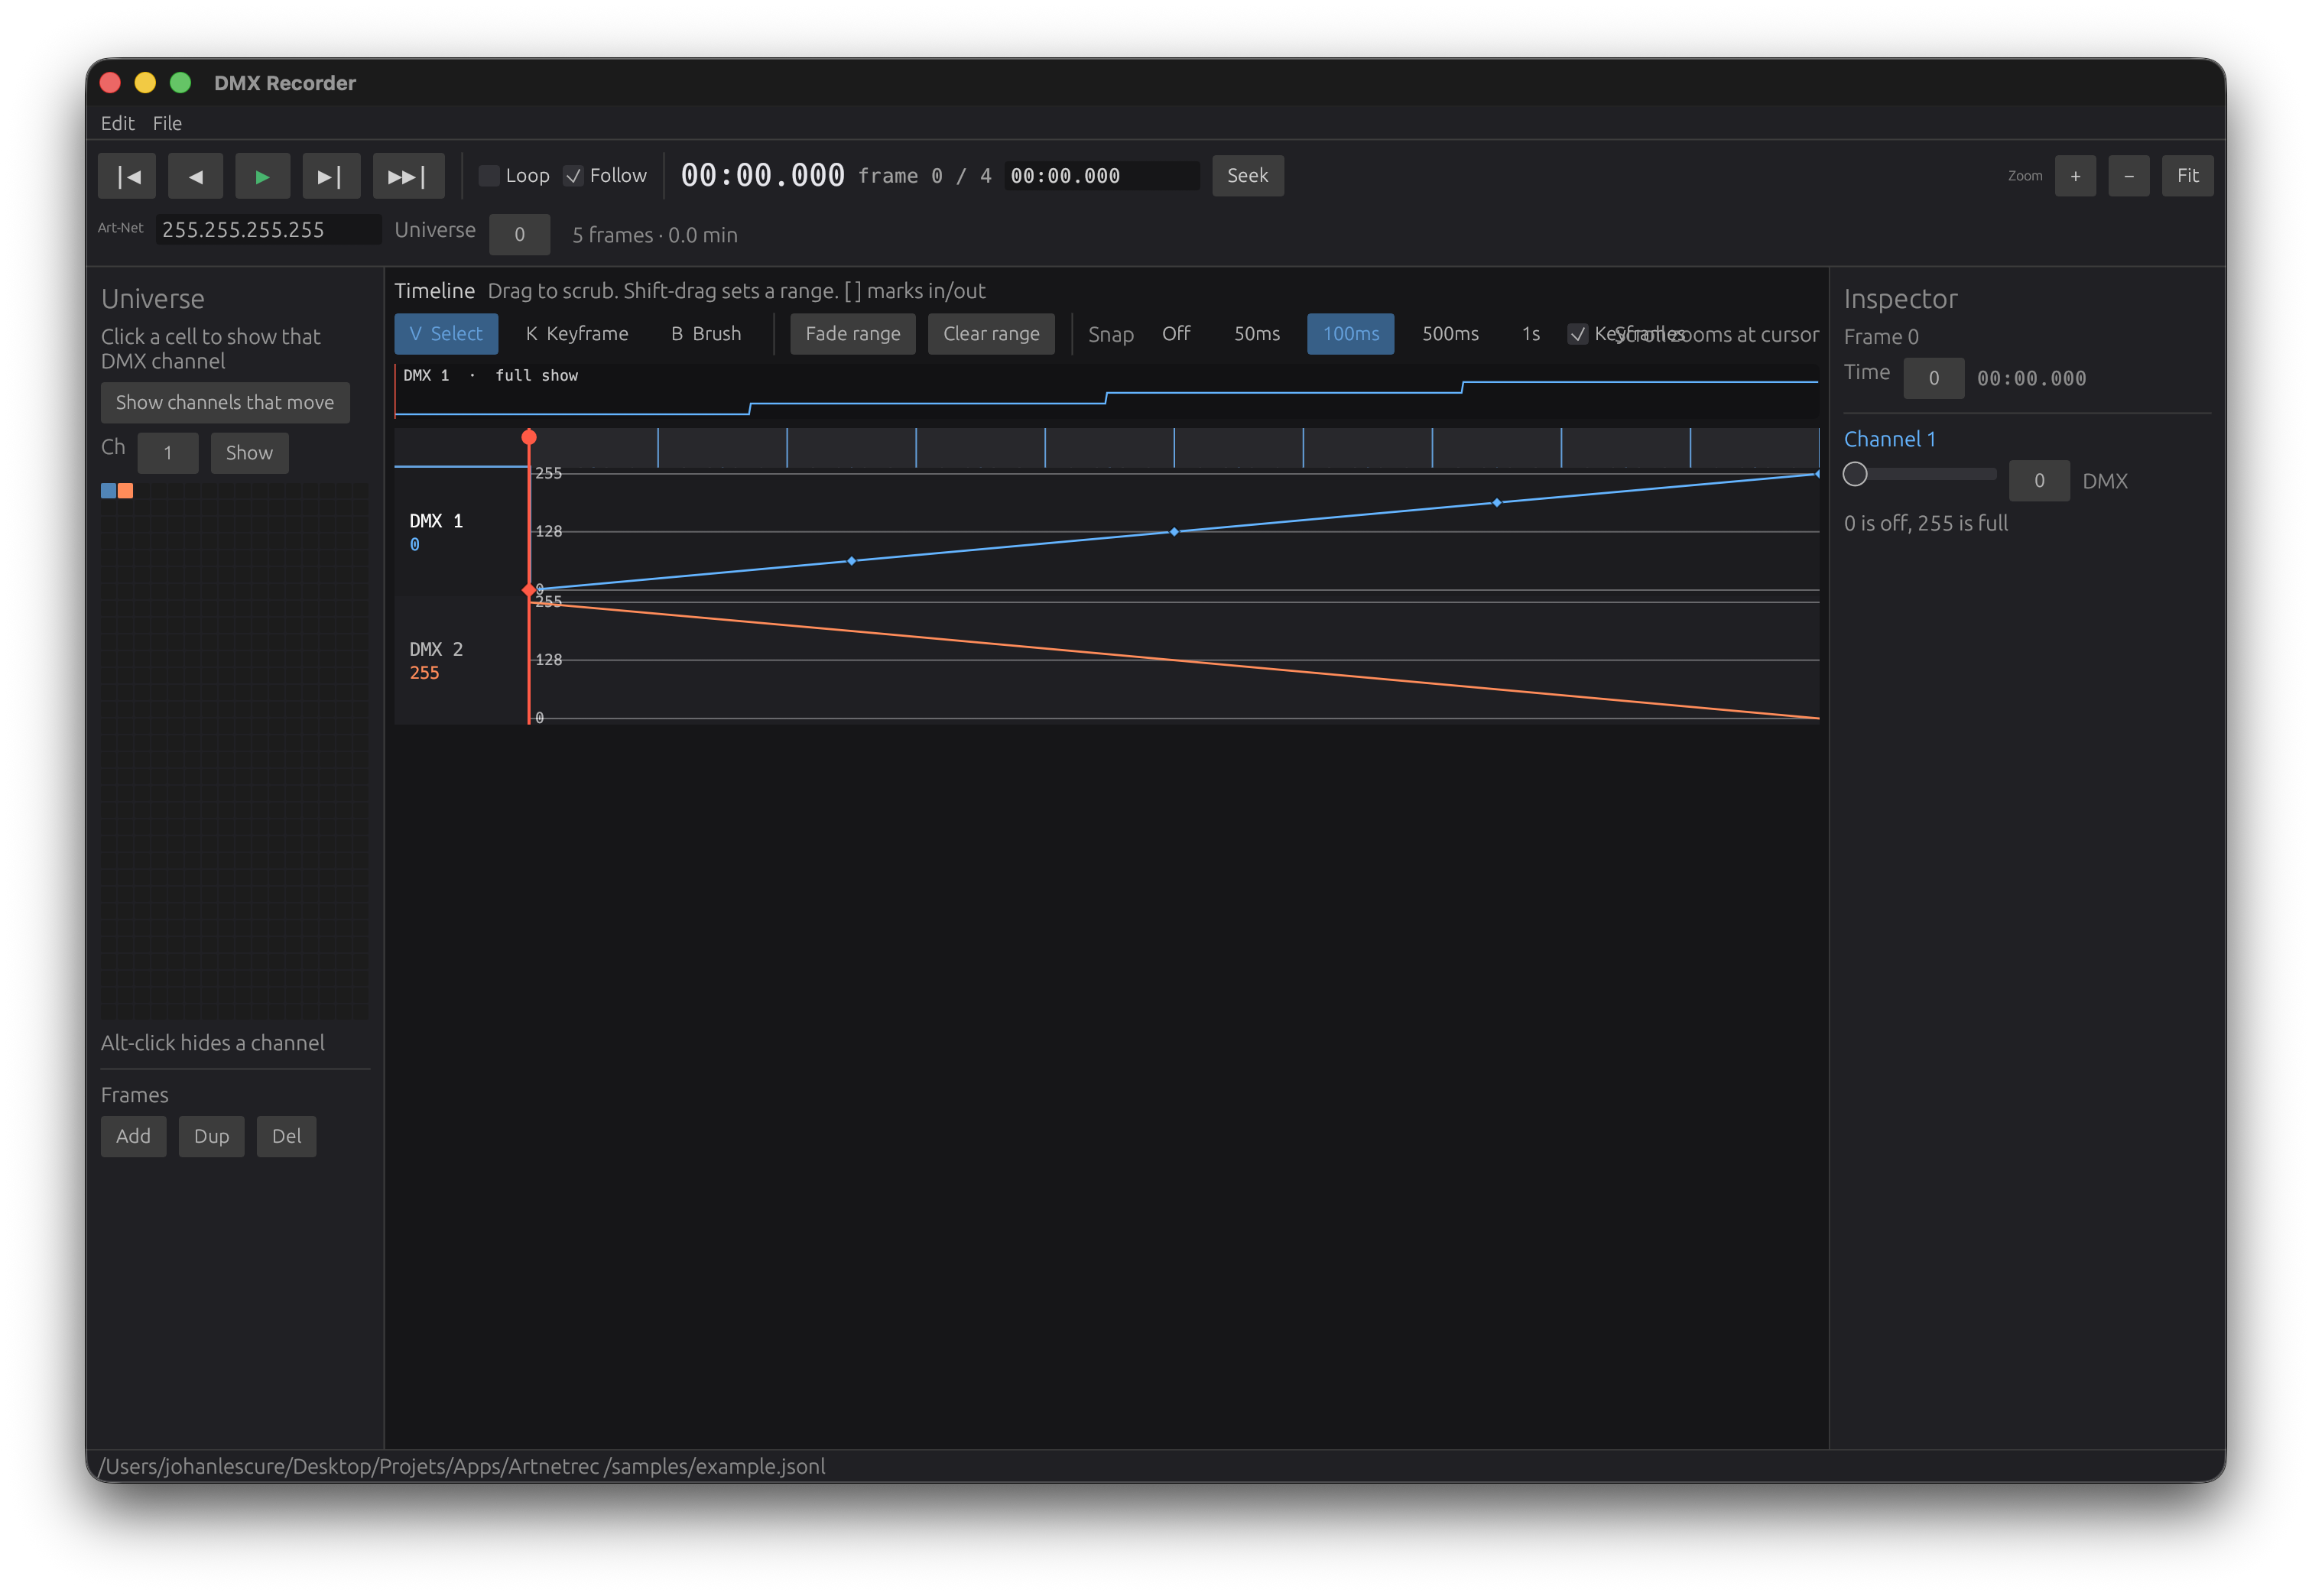 DMX Recorder
Edit File
Loop Follow 00:00.000 frame 0 / 4 00:00.000 Seek Zoom + − Fit
Art-Net 255.255.255.255 Universe 0 5 frames · 0.0 min
Universe
Click a cell to show that
DMX channel
Show channels that move
Ch 1 Show
Alt-click hides a channel
Frames
Add Dup Del
Timeline Drag to scrub. Shift-drag sets a range. [ ] marks in/out
V Select K Keyframe B Brush Fade range Clear range Snap Off 50ms 100ms 500ms 1s Keyframes Scroll zooms at cursor
DMX 1 · full show
255
DMX 1
128
0
0
255
DMX 2
128
255
0
Inspector
Frame 0
Time 0 00:00.000
Channel 1
0 DMX
0 is off, 255 is full
/Users/johanlescure/Desktop/Projets/Apps/Artnetrec /samples/example.jsonl